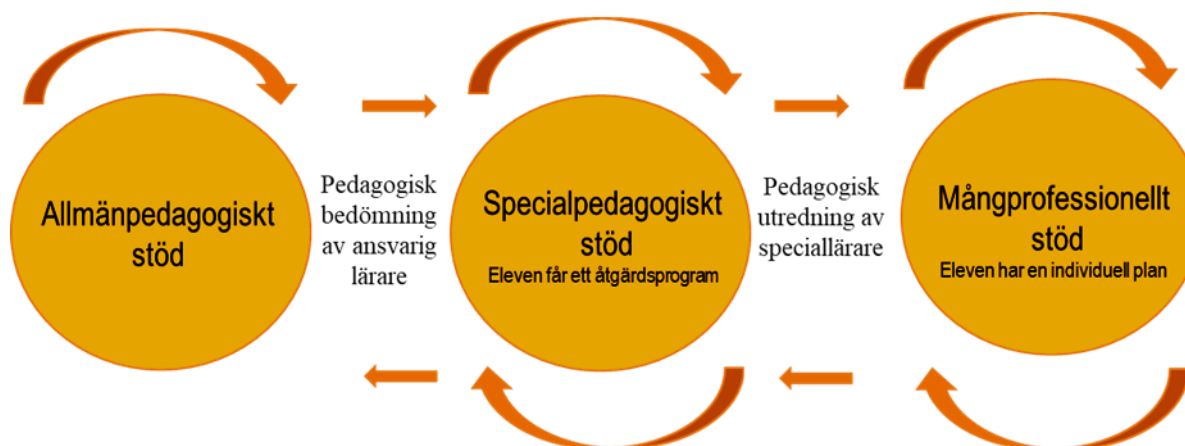 Allmänpedagogiskt
stöd
Pedagogisk
bedömning
av ansvarig
lärare
Specialpedagogiskt
stöd
Eleven får ett åtgärdsprogram
Pedagogisk
utredning av
speciallärare
Mångprofessionellt
stöd
Eleven har en individuell plan